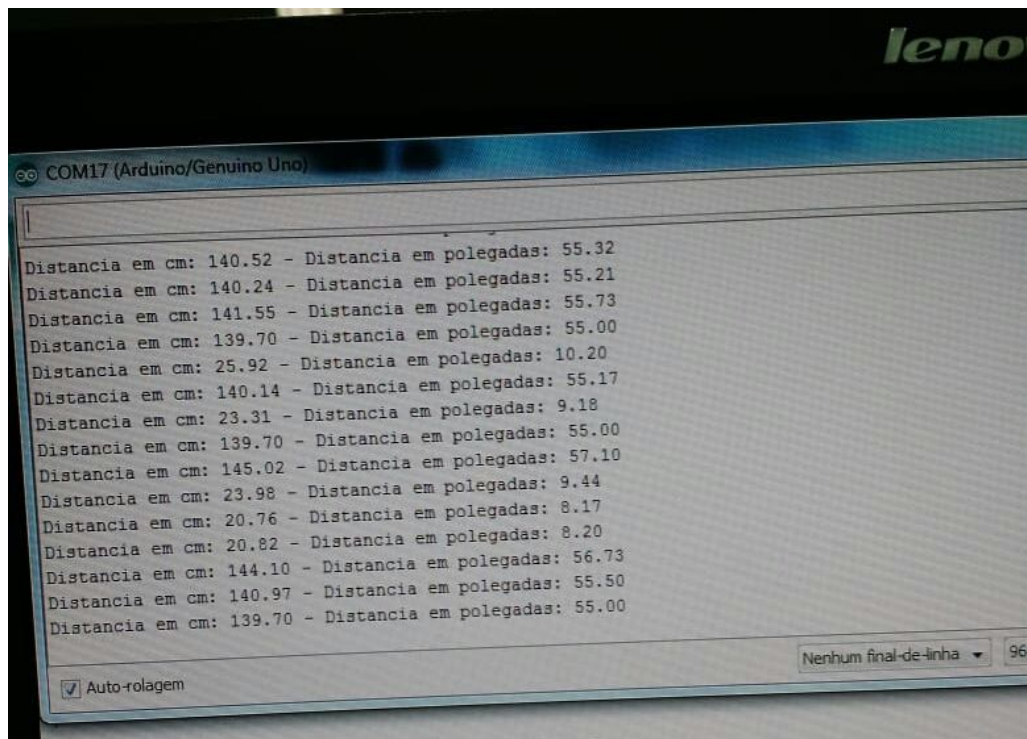 leno
COM17 (Arduino/Genuino Uno)
Distancia em cm: 140.52 - Distancia em polegadas: 55.32
Distancia em cm: 140.24 - Distancia em polegadas: 55.21
Distancia em cm: 141.55 - Distancia em polegadas: 55.73
Distancia em cm: 139.70 - Distancia em polegadas: 55.00
Distancia em cm: 25.92 - Distancia em polegadas: 10.20
Distancia em cm: 140.14 - Distancia em polegadas: 55.17
Distancia em cm: 23.31 - Distancia em polegadas: 9.18
Distancia em cm: 139.70 - Distancia em polegadas: 55.00
Distancia em cm: 145.02 - Distancia em polegadas: 57.10
Distancia em cm: 23.98 - Distancia em polegadas: 9.44
Distancia em cm: 20.76 - Distancia em polegadas: 8.17
Distancia em cm: 20.82 - Distancia em polegadas: 8.20
Distancia em cm: 144.10 - Distancia em polegadas: 56.73
Distancia em cm: 140.97 - Distancia em polegadas: 55.50
Distancia em cm: 139.70 - Distancia em polegadas: 55.00
Auto-rolagem Nenhum final-de-linha 96